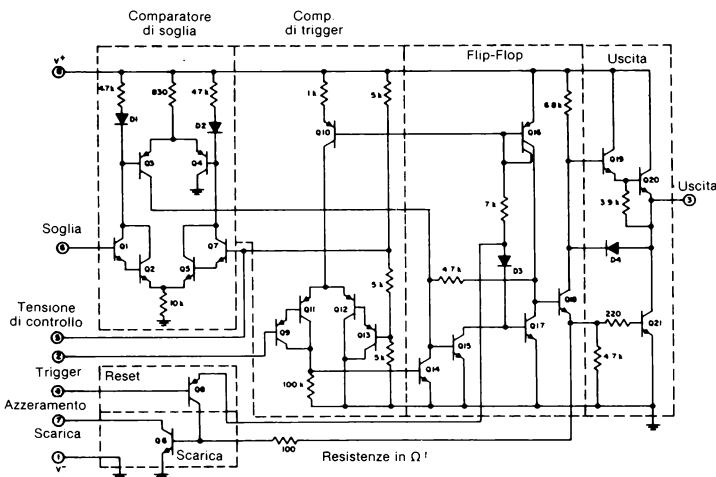 Comparatore
di soglia
Comp.
di trigger
Flip-Flop
Uscita
V+
8
4.7k
830
47k
1k
5k
6.8k
D1
D2
Q10
Q16
Q19
Q20
Q3
Q4
7k
3.9k
Uscita
3
Soglia
6
Q1
Q7
Q2
Q5
5k
D3
D4
4.7k
10k
Tensione
di controllo
5
2
Q11
Q12
Q18
220
Q9
Q13
5k
Q15
Q17
Q21
Trigger
4
Reset
Q8
100k
Q14
4.7k
Azzeramento
Scarica
7
Q6
Scarica
100
Resistenze in Ω
V-
1